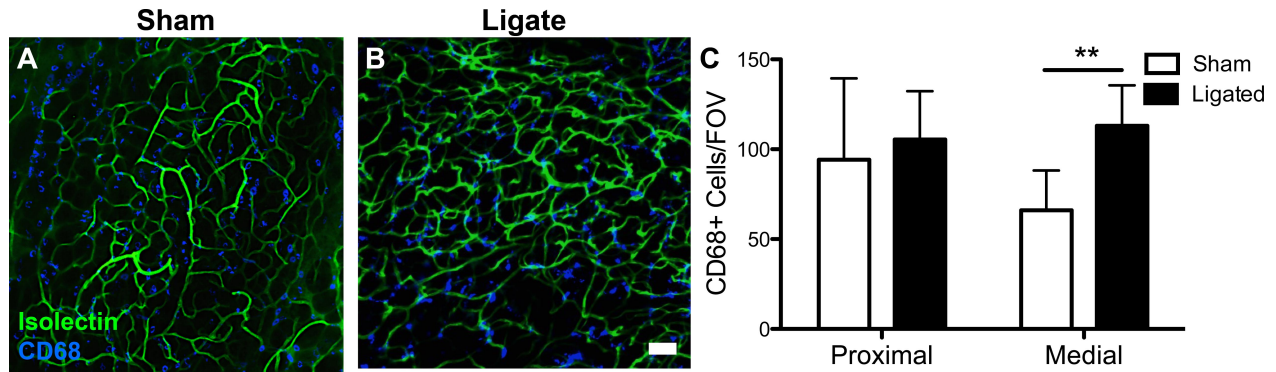 Sham
Ligate
A
B
C
Isolectin
CD68
CD68+ Cells/FOV
150
100
50
0
**
Sham
Ligated
Proximal
Medial